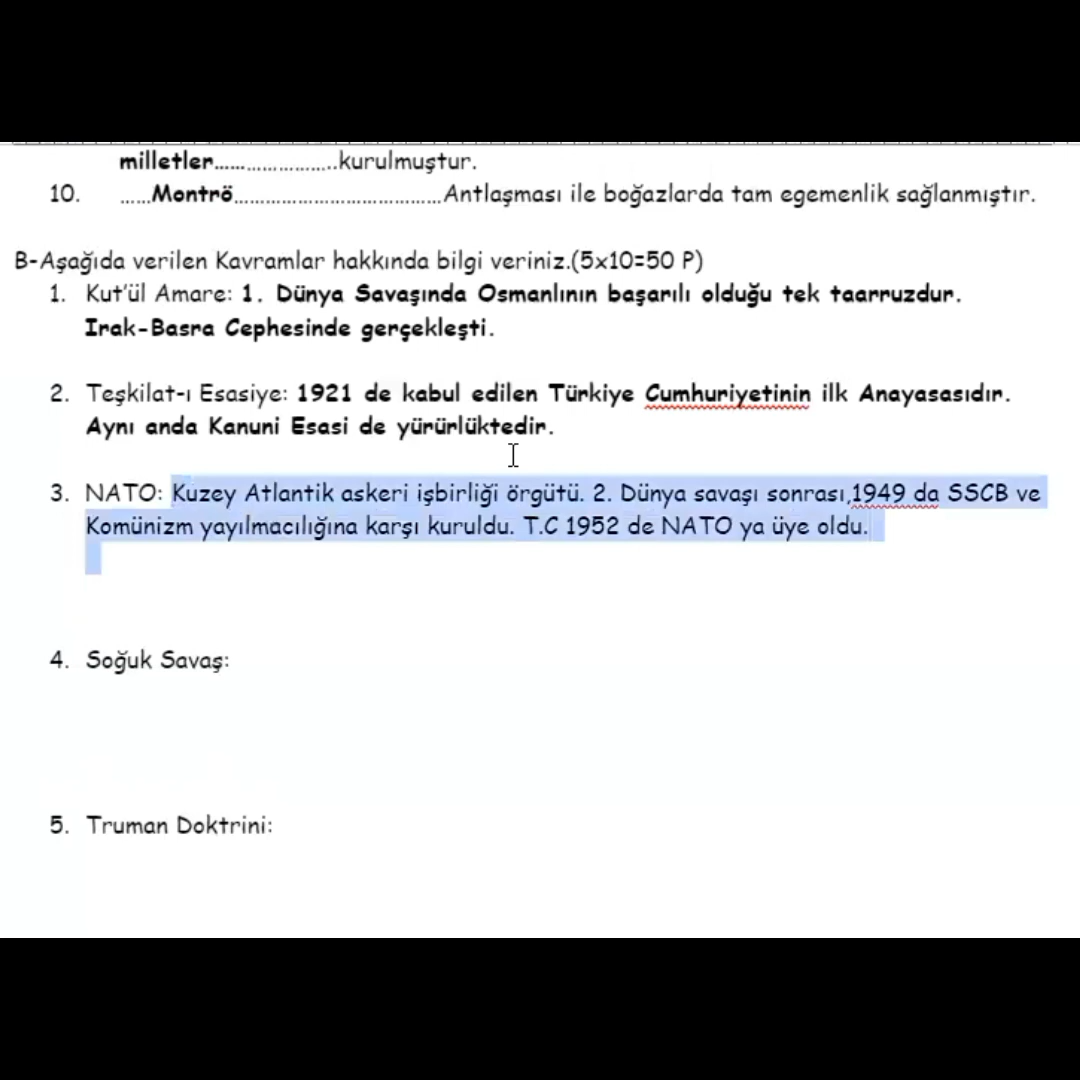 milletler……………………..kurulmuştur.
10. ……Montrö……………………………………Antlaşması ile boğazlarda tam egemenlik sağlanmıştır.
B-Aşağıda verilen Kavramlar hakkında bilgi veriniz.(5x10=50 P)
1. Kut'ül Amare: 1. Dünya Savaşında Osmanlının başarılı olduğu tek taarruzdur.
Irak-Basra Cephesinde gerçekleşti.
2. Teşkilat-ı Esasiye: 1921 de kabul edilen Türkiye Cumhuriyetinin ilk Anayasasıdır.
Aynı anda Kanuni Esasi de yürürlüktedir.
3. NATO: Kuzey Atlantik askeri işbirliği örgütü. 2. Dünya savaşı sonrası,1949 da SSCB ve
Komünizm yayılmacılığına karşı kuruldu. T.C 1952 de NATO ya üye oldu.
4. Soğuk Savaş:
5. Truman Doktrini: